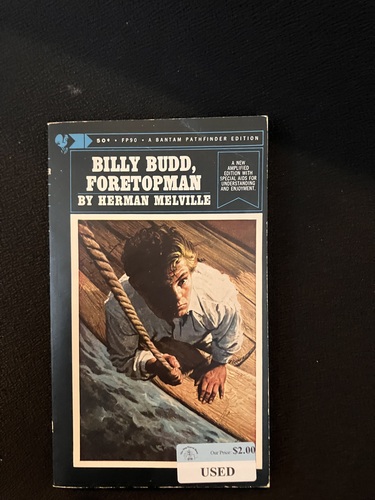 50¢ • FP90 • A BANTAM PATHFINDER EDITION
BILLY BUDD,
FORETOPMAN
BY HERMAN MELVILLE
A NEW
AMPLIFIED
EDITION WITH
SPECIAL AIDS FOR
UNDERSTANDING
AND ENJOYMENT.
Our Price: $2.00
USED